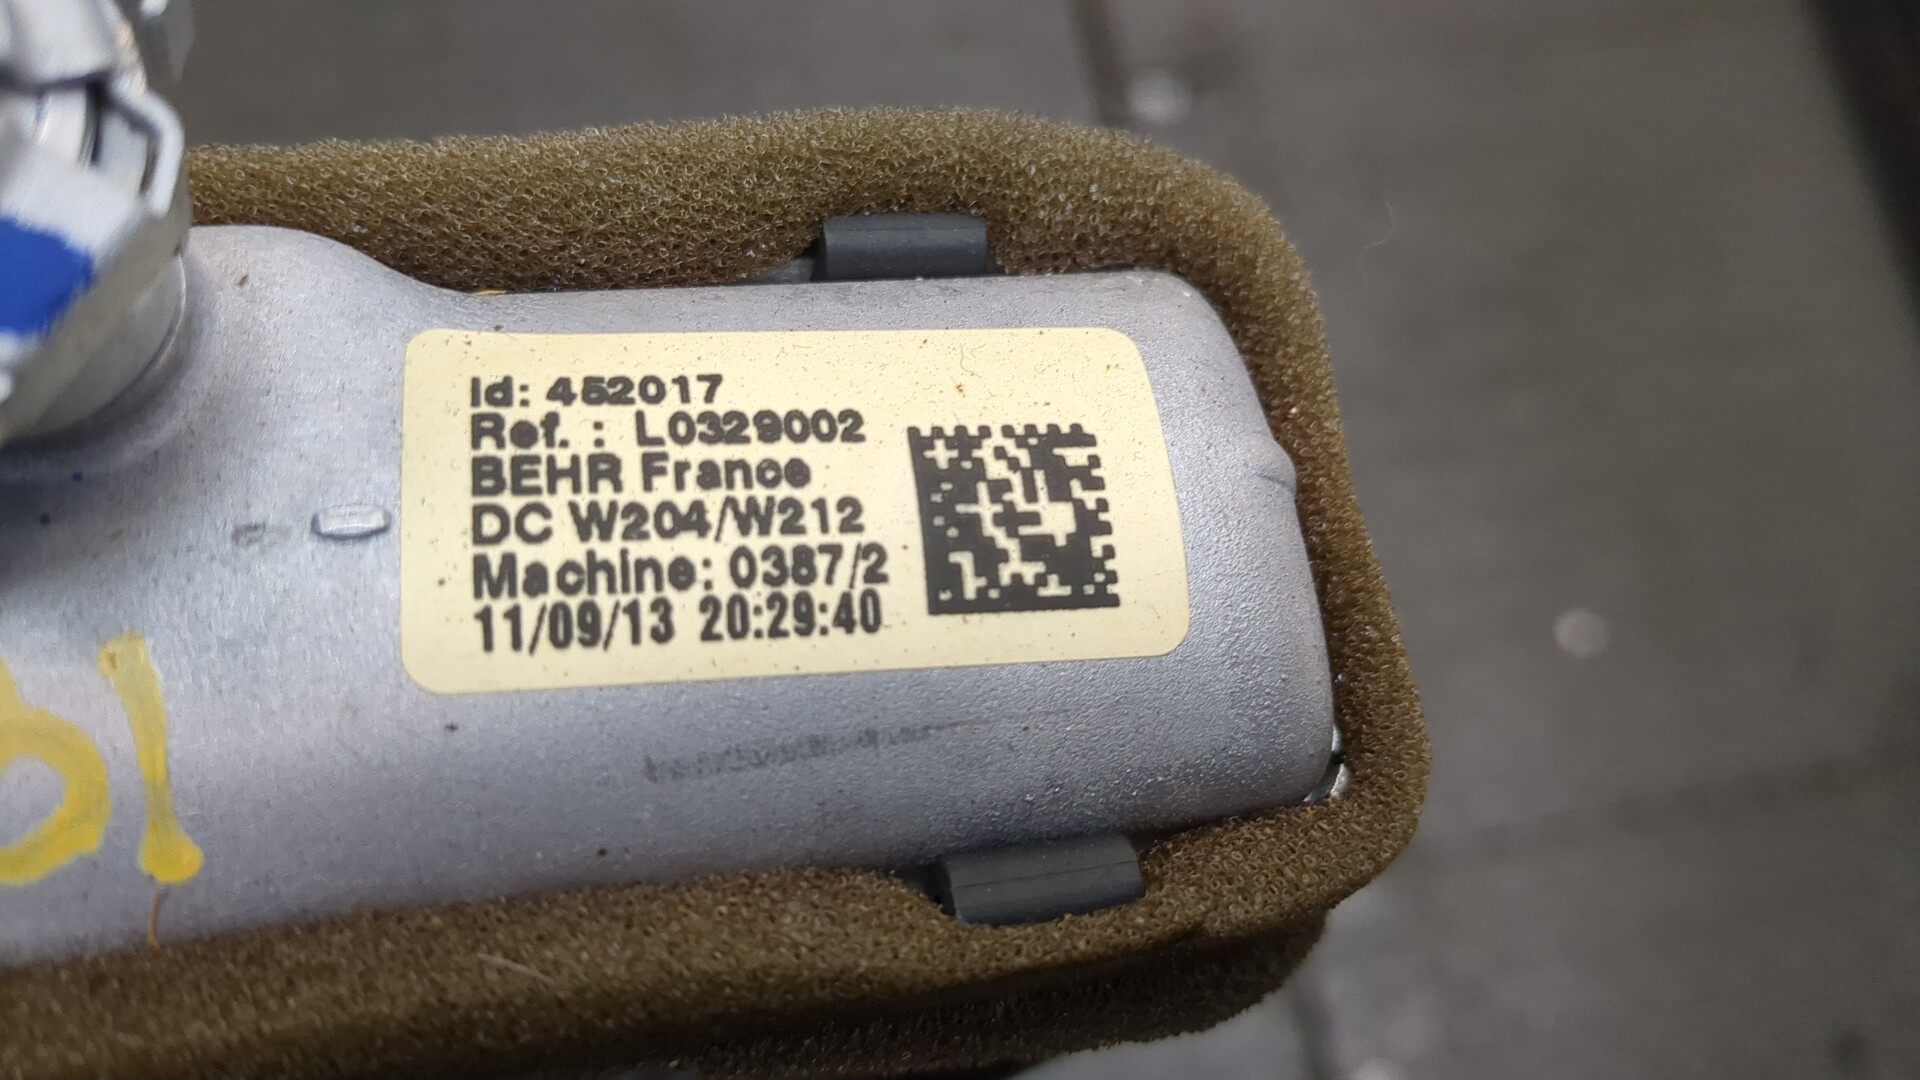 Id: 452017
Ref. : L0329002
BEHR France
DC W204/W212
Machine: 0387/2
11/09/13 20:29:40